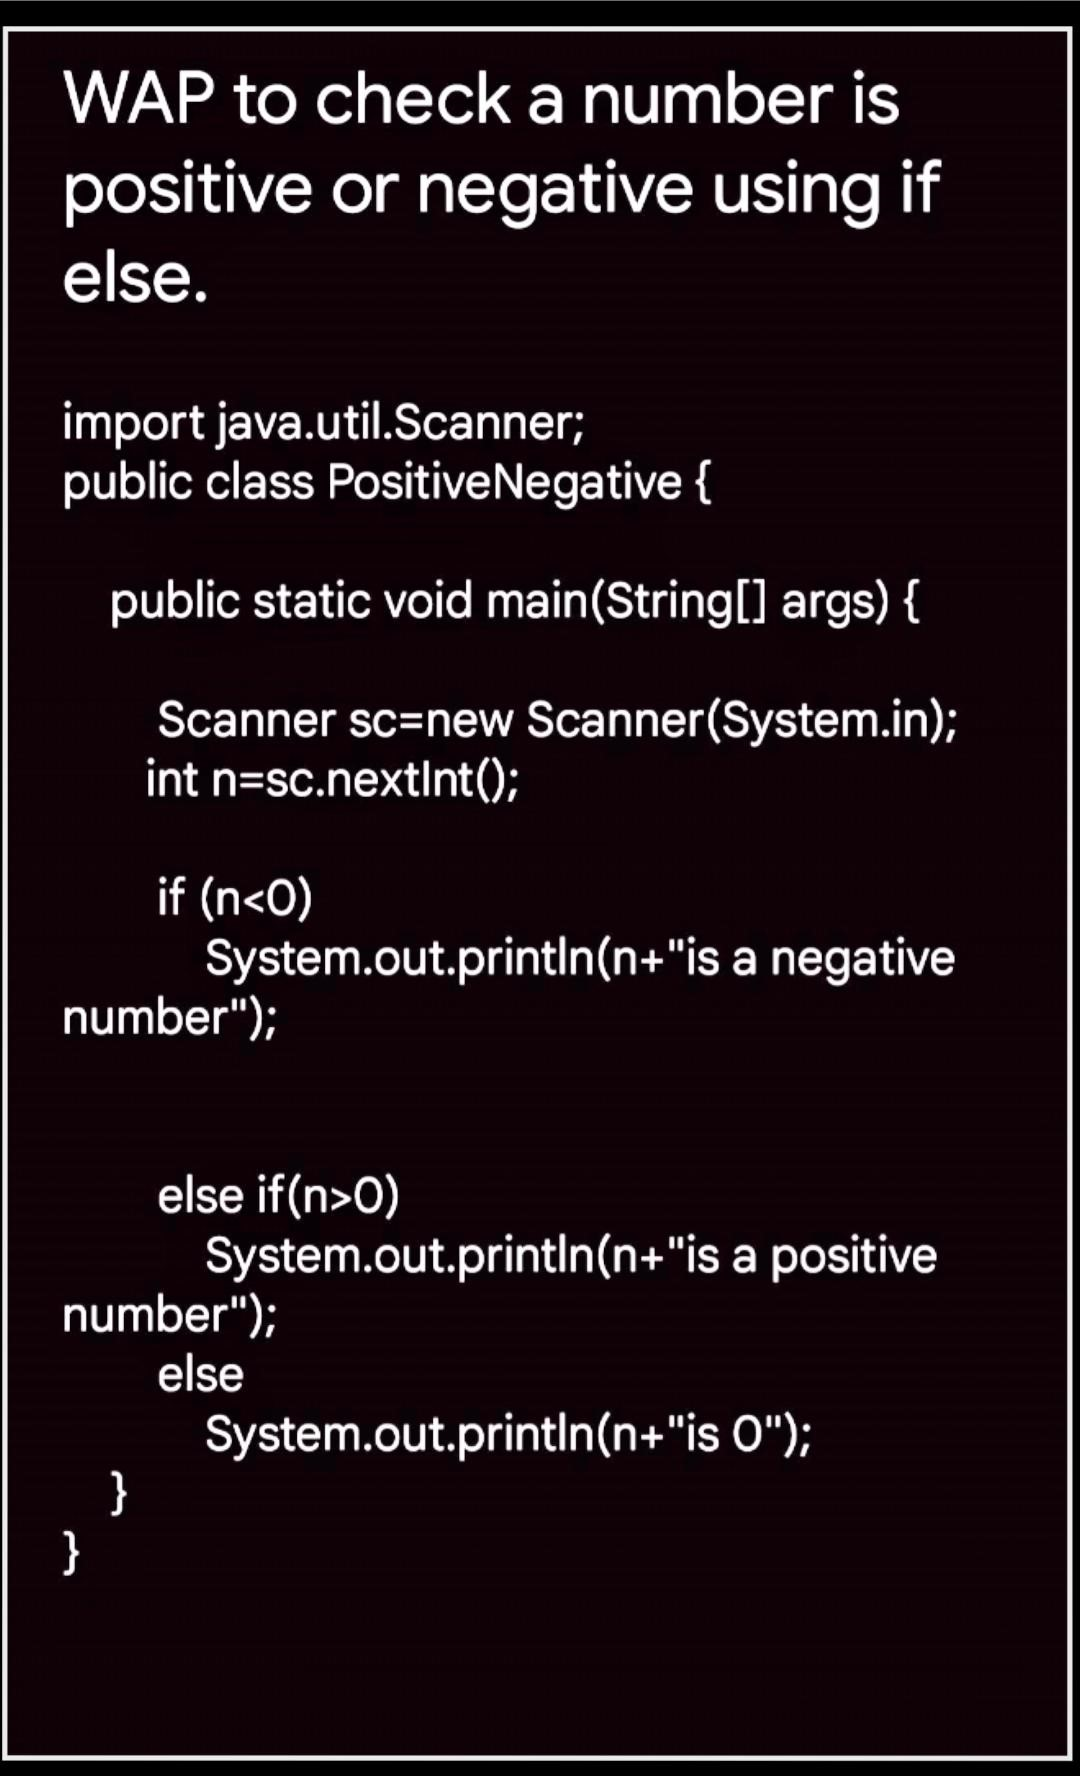 WAP to check a number is
positive or negative using if
else.
import java.util.Scanner;
public class PositiveNegative {
public static void main(String[] args) {
Scanner sc=new Scanner(System.in);
int n=sc.nextInt();
if (n<0)
System.out.println(n+"is a negative
number");
else if(n>0)
System.out.println(n+"is a positive
number");
else
System.out.println(n+"is 0");
}
}